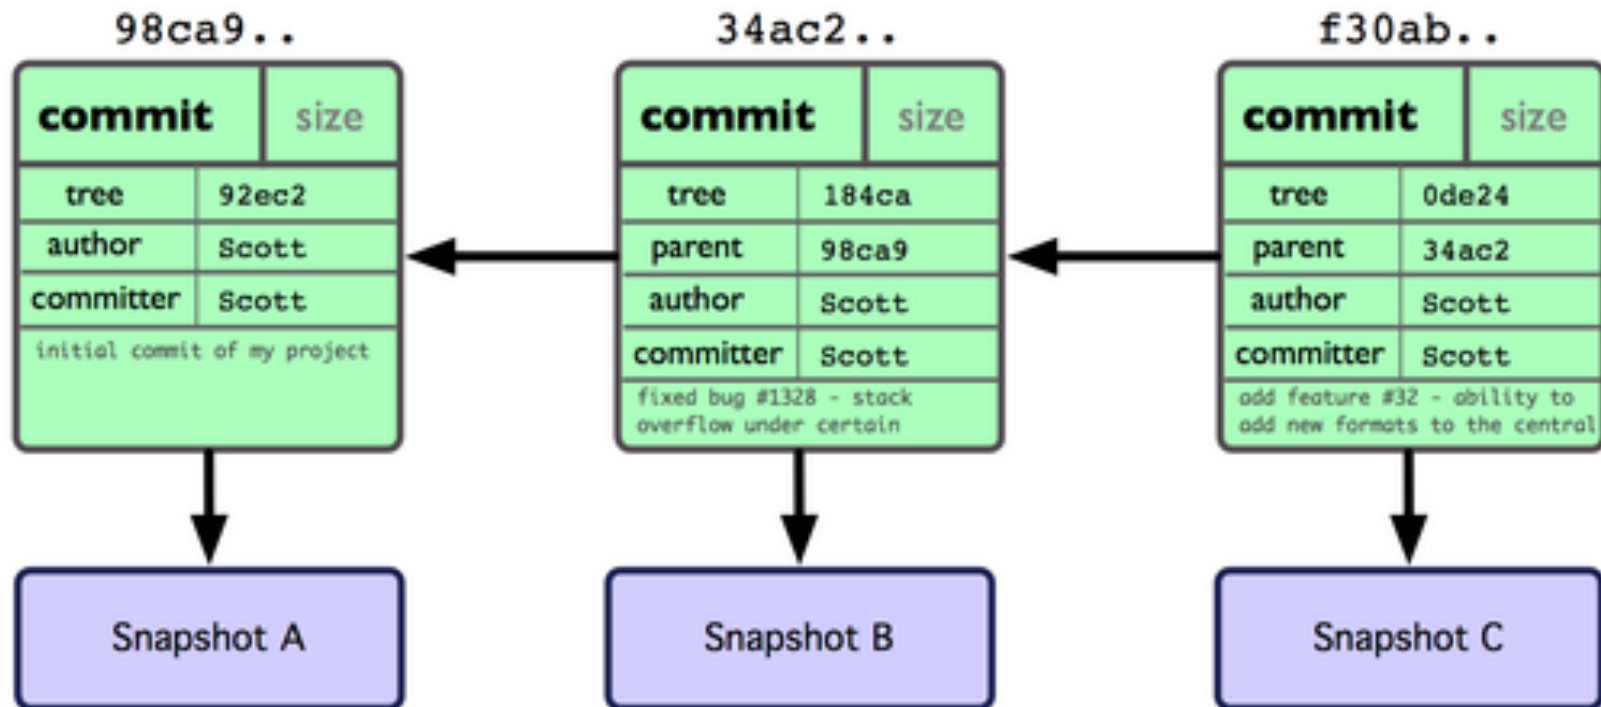 98ca9.. 34ac2.. f30ab..
commit size
tree 92ec2
author Scott
committer Scott
initial commit of my project
commit size
tree 184ca
parent 98ca9
author Scott
committer Scott
fixed bug #1328 - stack
overflow under certain
commit size
tree 0de24
parent 34ac2
author Scott
committer Scott
add feature #32 - ability to
add new formats to the central
Snapshot A Snapshot B Snapshot C